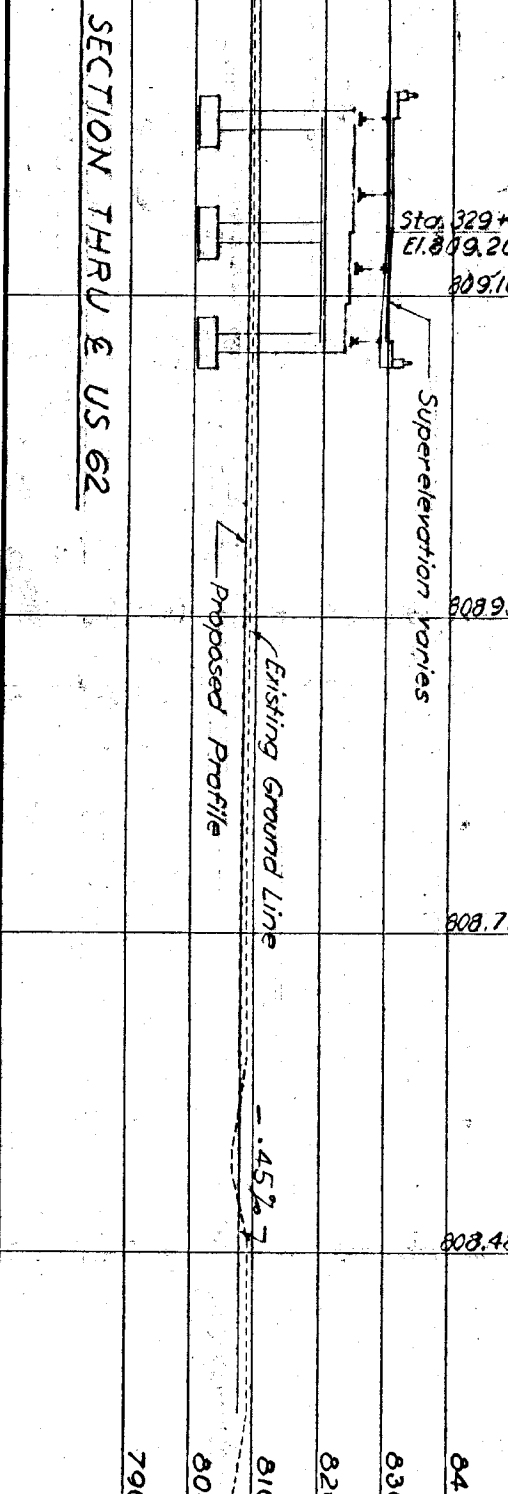 Sta. 329+
El. 809.20
809.10
Superelevation varies
808.9
808.7
808.48
Existing Ground Line
Proposed Profile
-.45%
SECTION THRU ℄ US 62
84
830
820
810
80
790